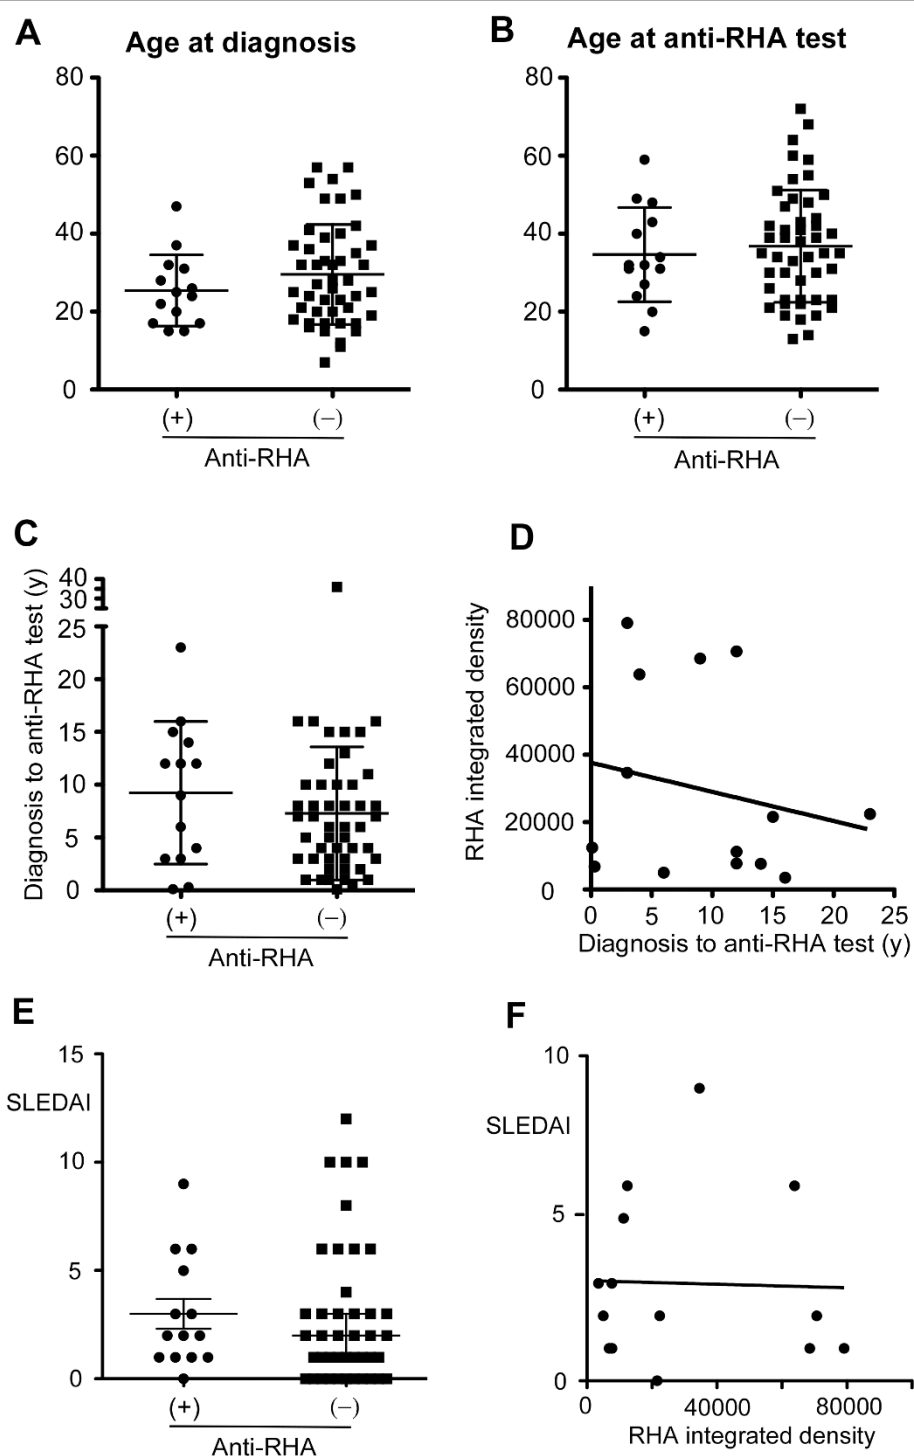 A
Age at diagnosis
80
60
40
20
0
(+)
(−)
Anti-RHA
B
Age at anti-RHA test
80
60
40
20
0
(+)
(−)
Anti-RHA
C
Diagnosis to anti-RHA test (y)
40
30
25
20
15
10
5
0
(+)
(−)
Anti-RHA
D
RHA integrated density
80000
60000
40000
20000
0
0 5 10 15 20 25
Diagnosis to anti-RHA test (y)
E
SLEDAI
15
10
5
0
(+)
(−)
Anti-RHA
F
SLEDAI
10
5
0
0 40000 80000
RHA integrated density